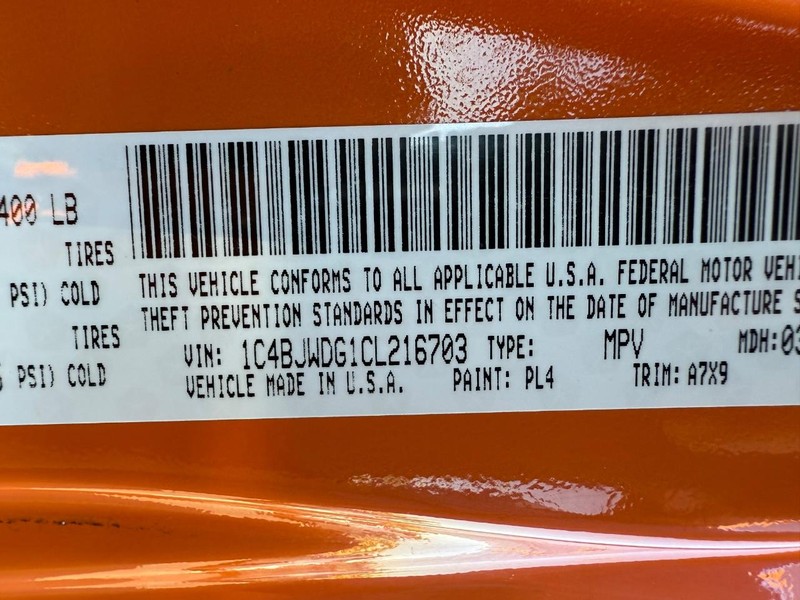 400 LB
TIRES
PSI) COLD
TIRES
PSI) COLD
THIS VEHICLE CONFORMS TO ALL APPLICABLE U.S.A. FEDERAL MOTOR VEHI
THEFT PREVENTION STANDARDS IN EFFECT ON THE DATE OF MANUFACTURE S
VIN: 1C4BJWDG1CL216703 TYPE: MPV MDH:03
VEHICLE MADE IN U.S.A. PAINT: PL4 TRIM: A7X9